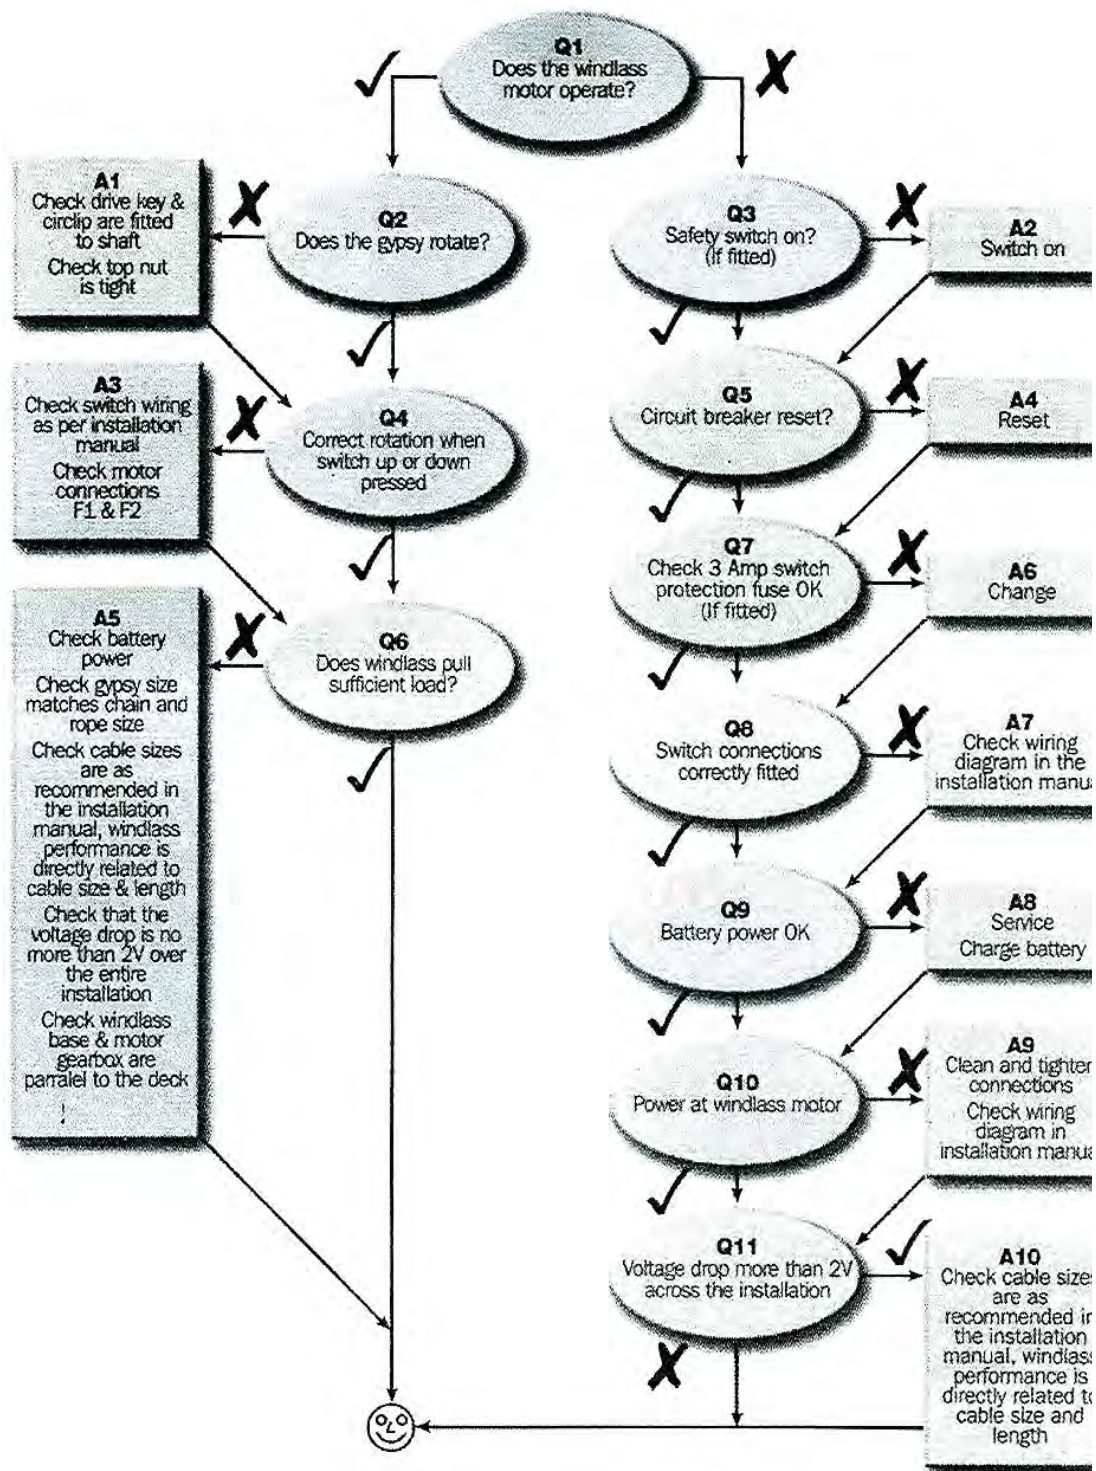 Q1
Does the windlass
motor operate?
A1
Check drive key &
circlip are fitted
to shaft
Check top nut
is tight
Q2
Does the gypsy rotate?
Q3
Safety switch on?
(If fitted)
A2
Switch on
A3
Check switch wiring
as per installation
manual
Check motor
connections
F1 & F2
Q4
Correct rotation when
switch up or down
pressed
Q5
Circuit breaker reset?
A4
Reset
Q7
Check 3 Amp switch
protection fuse OK
(If fitted)
A6
Change
A5
Check battery
power
Check gypsy size
matches chain and
rope size
Check cable sizes
are as
recommended in
the installation
manual, windlass
performance is
directly related to
cable size & length
Check that the
voltage drop is no
more than 2V over
the entire
installation
Check windlass
base & motor
gearbox are
parralel to the deck
Q6
Does windlass pull
sufficient load?
Q8
Switch connections
correctly fitted
A7
Check wiring
diagram in the
installation manua
Q9
Battery power OK
A8
Service
Charge battery
Q10
Power at windlass motor
A9
Clean and tighten
connections
Check wiring
diagram in
installation manua
Q11
Voltage drop more than 2V
across the installation
A10
Check cable sizes
are as
recommended in
the installation
manual, windlass
performance is
directly related to
cable size and
length